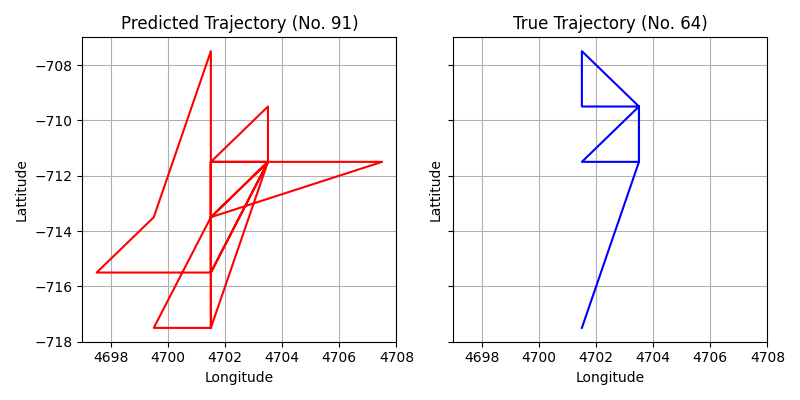 Predicted Trajectory (No. 91)
True Trajectory (No. 64)
Lattitude
−708
−710
−712
−714
−716
−718
4698 4700 4702 4704 4706 4708
Longitude
Lattitude
4698 4700 4702 4704 4706 4708
Longitude